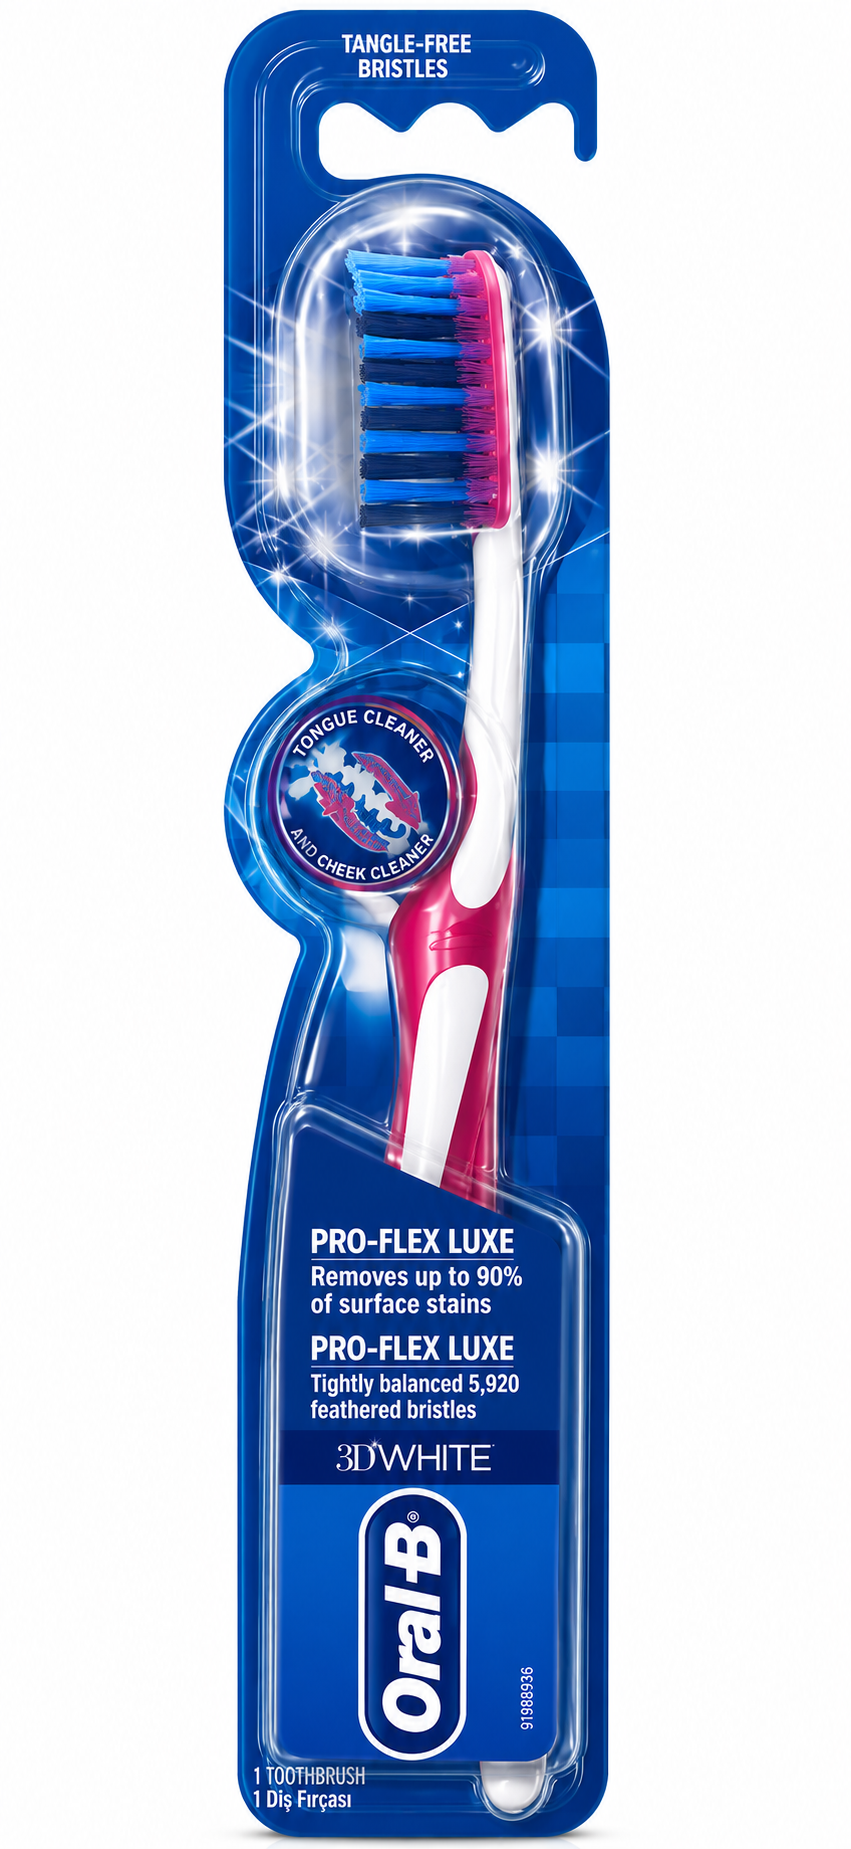 TANGLE-FREE
BRISTLES
TONGUE CLEANER
AND CHEEK CLEANER
PRO-FLEX LUXE
Removes up to 90%
of surface stains
PRO-FLEX LUXE
Tightly balanced 5,920
feathered bristles
3D WHITE
Oral-B®
91988936
1 TOOTHBRUSH
1 Diş Fırçası